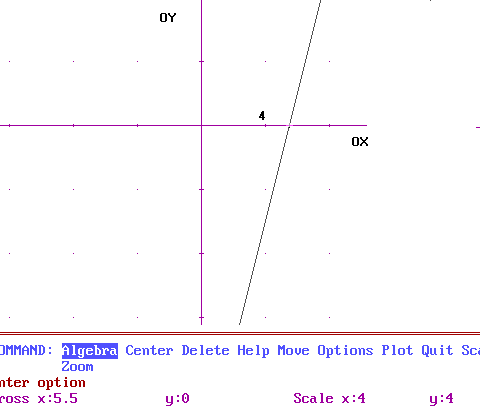 OY
4
OX
OMMAND: Algebra Center Delete Help Move Options Plot Quit Sca
Zoom
nter option
ross x:5.5 y:0 Scale x:4 y:4